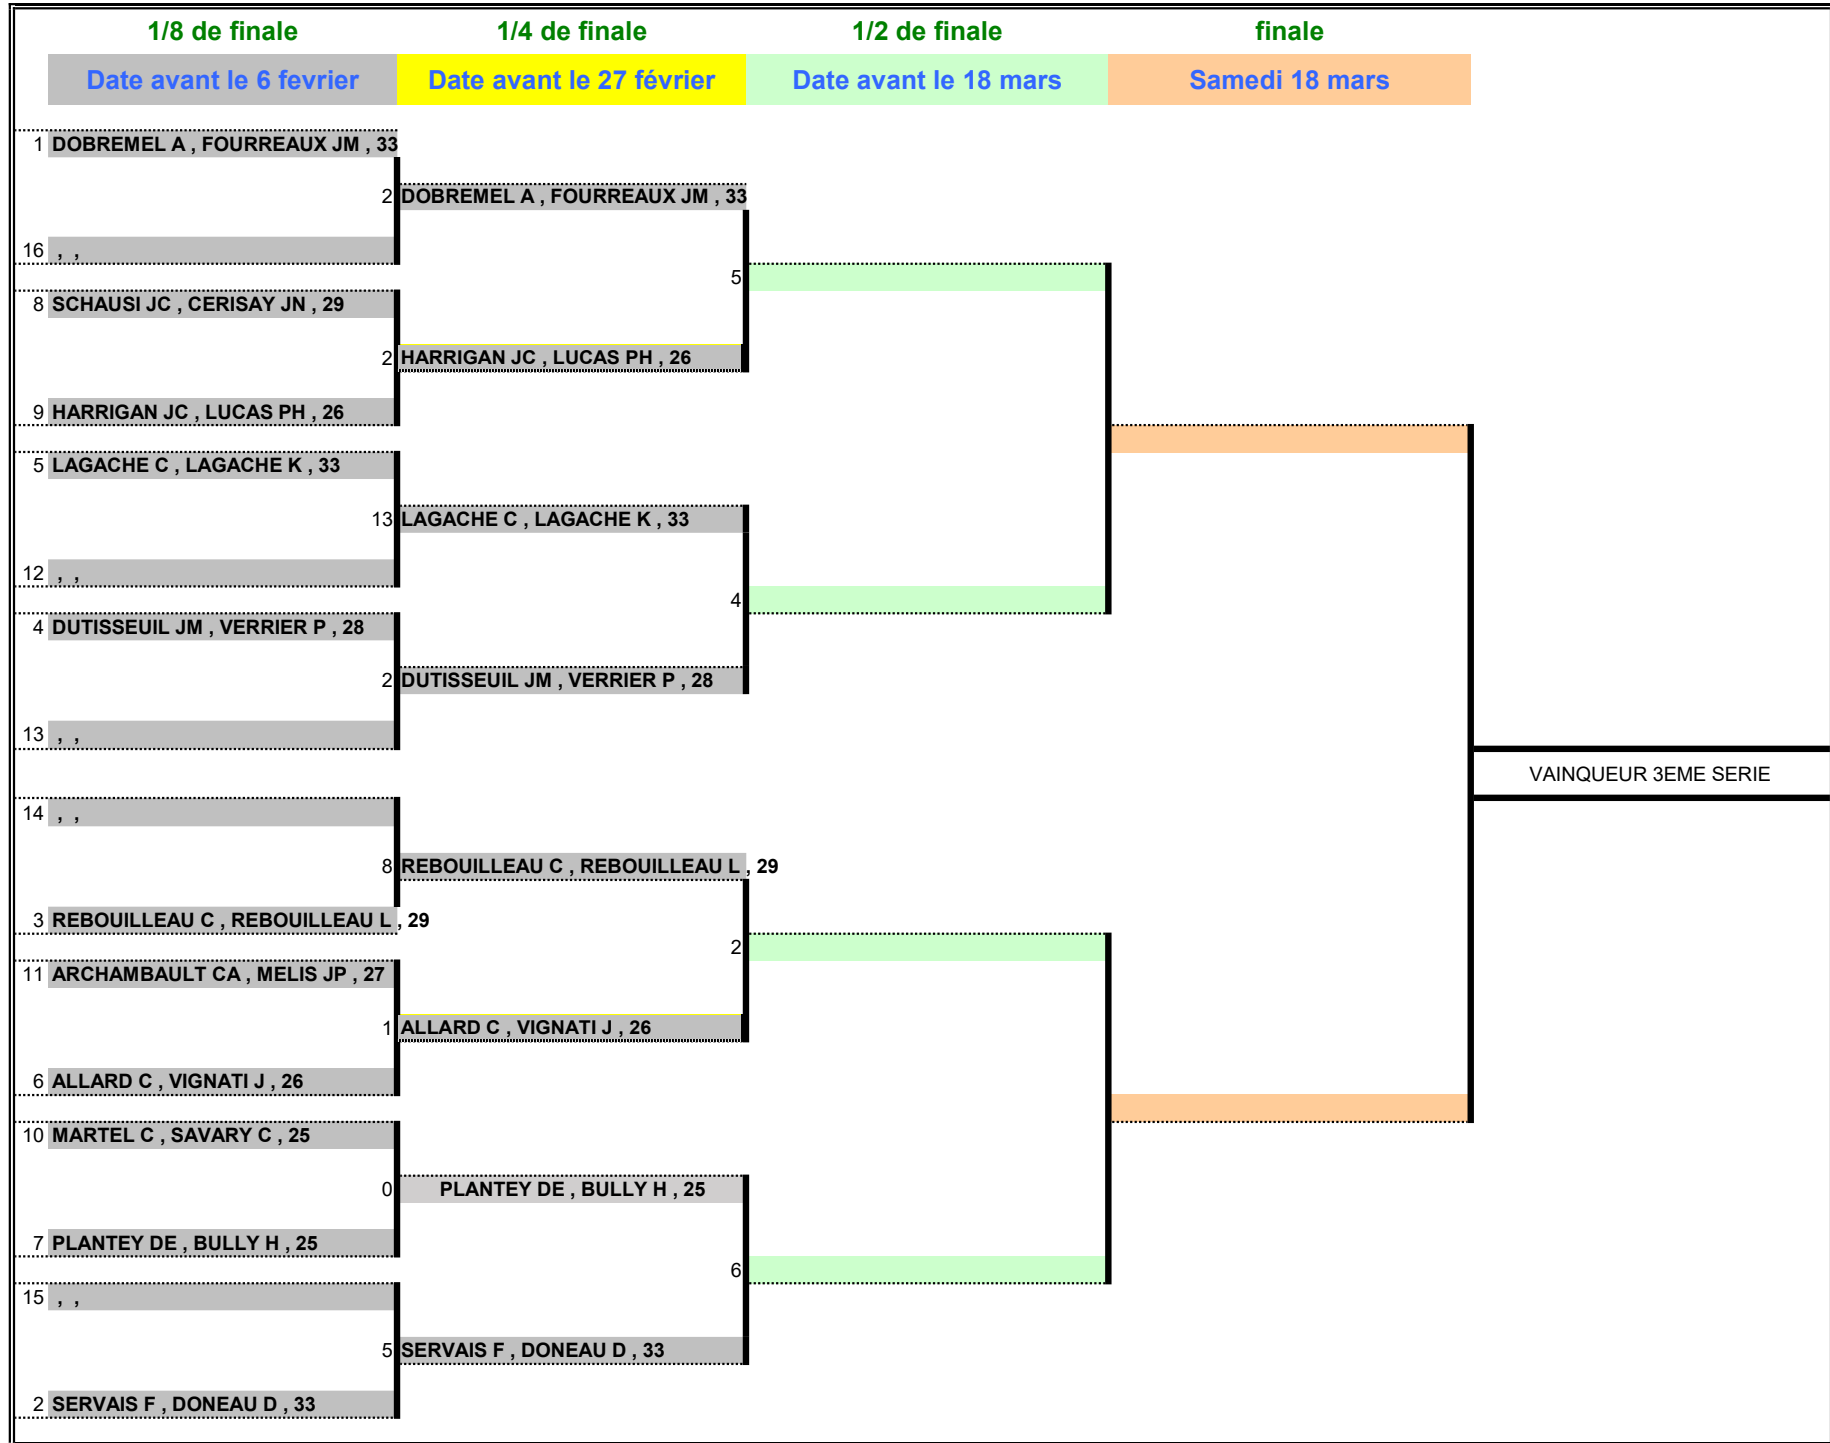 1/8 de finale 1/4 de finale 1/2 de finale finale
Date avant le 6 fevrier Date avant le 27 février Date avant le 18 mars Samedi 18 mars
1 DOBREMEL A , FOURREAUX JM , 33
2 DOBREMEL A , FOURREAUX JM , 33
16 , ,
5
8 SCHAUSI JC , CERISAY JN , 29
2 HARRIGAN JC , LUCAS PH , 26
9 HARRIGAN JC , LUCAS PH , 26
5 LAGACHE C , LAGACHE K , 33
13 LAGACHE C , LAGACHE K , 33
12 , ,
4
4 DUTISSEUIL JM , VERRIER P , 28
2 DUTISSEUIL JM , VERRIER P , 28
13 , ,
VAINQUEUR 3EME SERIE
14 , ,
8 REBOUILLEAU C , REBOUILLEAU L , 29
3 REBOUILLEAU C , REBOUILLEAU L , 29
2
11 ARCHAMBAULT CA , MELIS JP , 27
1 ALLARD C , VIGNATI J , 26
6 ALLARD C , VIGNATI J , 26
10 MARTEL C , SAVARY C , 25
0 PLANTEY DE , BULLY H , 25
7 PLANTEY DE , BULLY H , 25
6
15 , ,
5 SERVAIS F , DONEAU D , 33
2 SERVAIS F , DONEAU D , 33